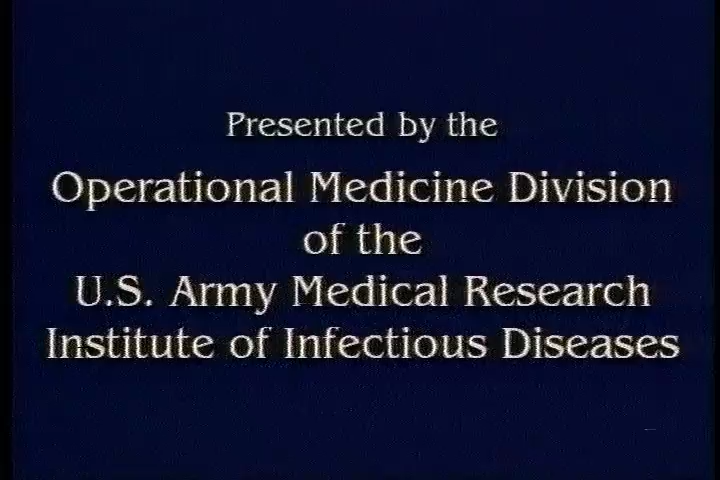 Presented by the
Operational Medicine Division
of the
U.S. Army Medical Research
Institute of Infectious Diseases